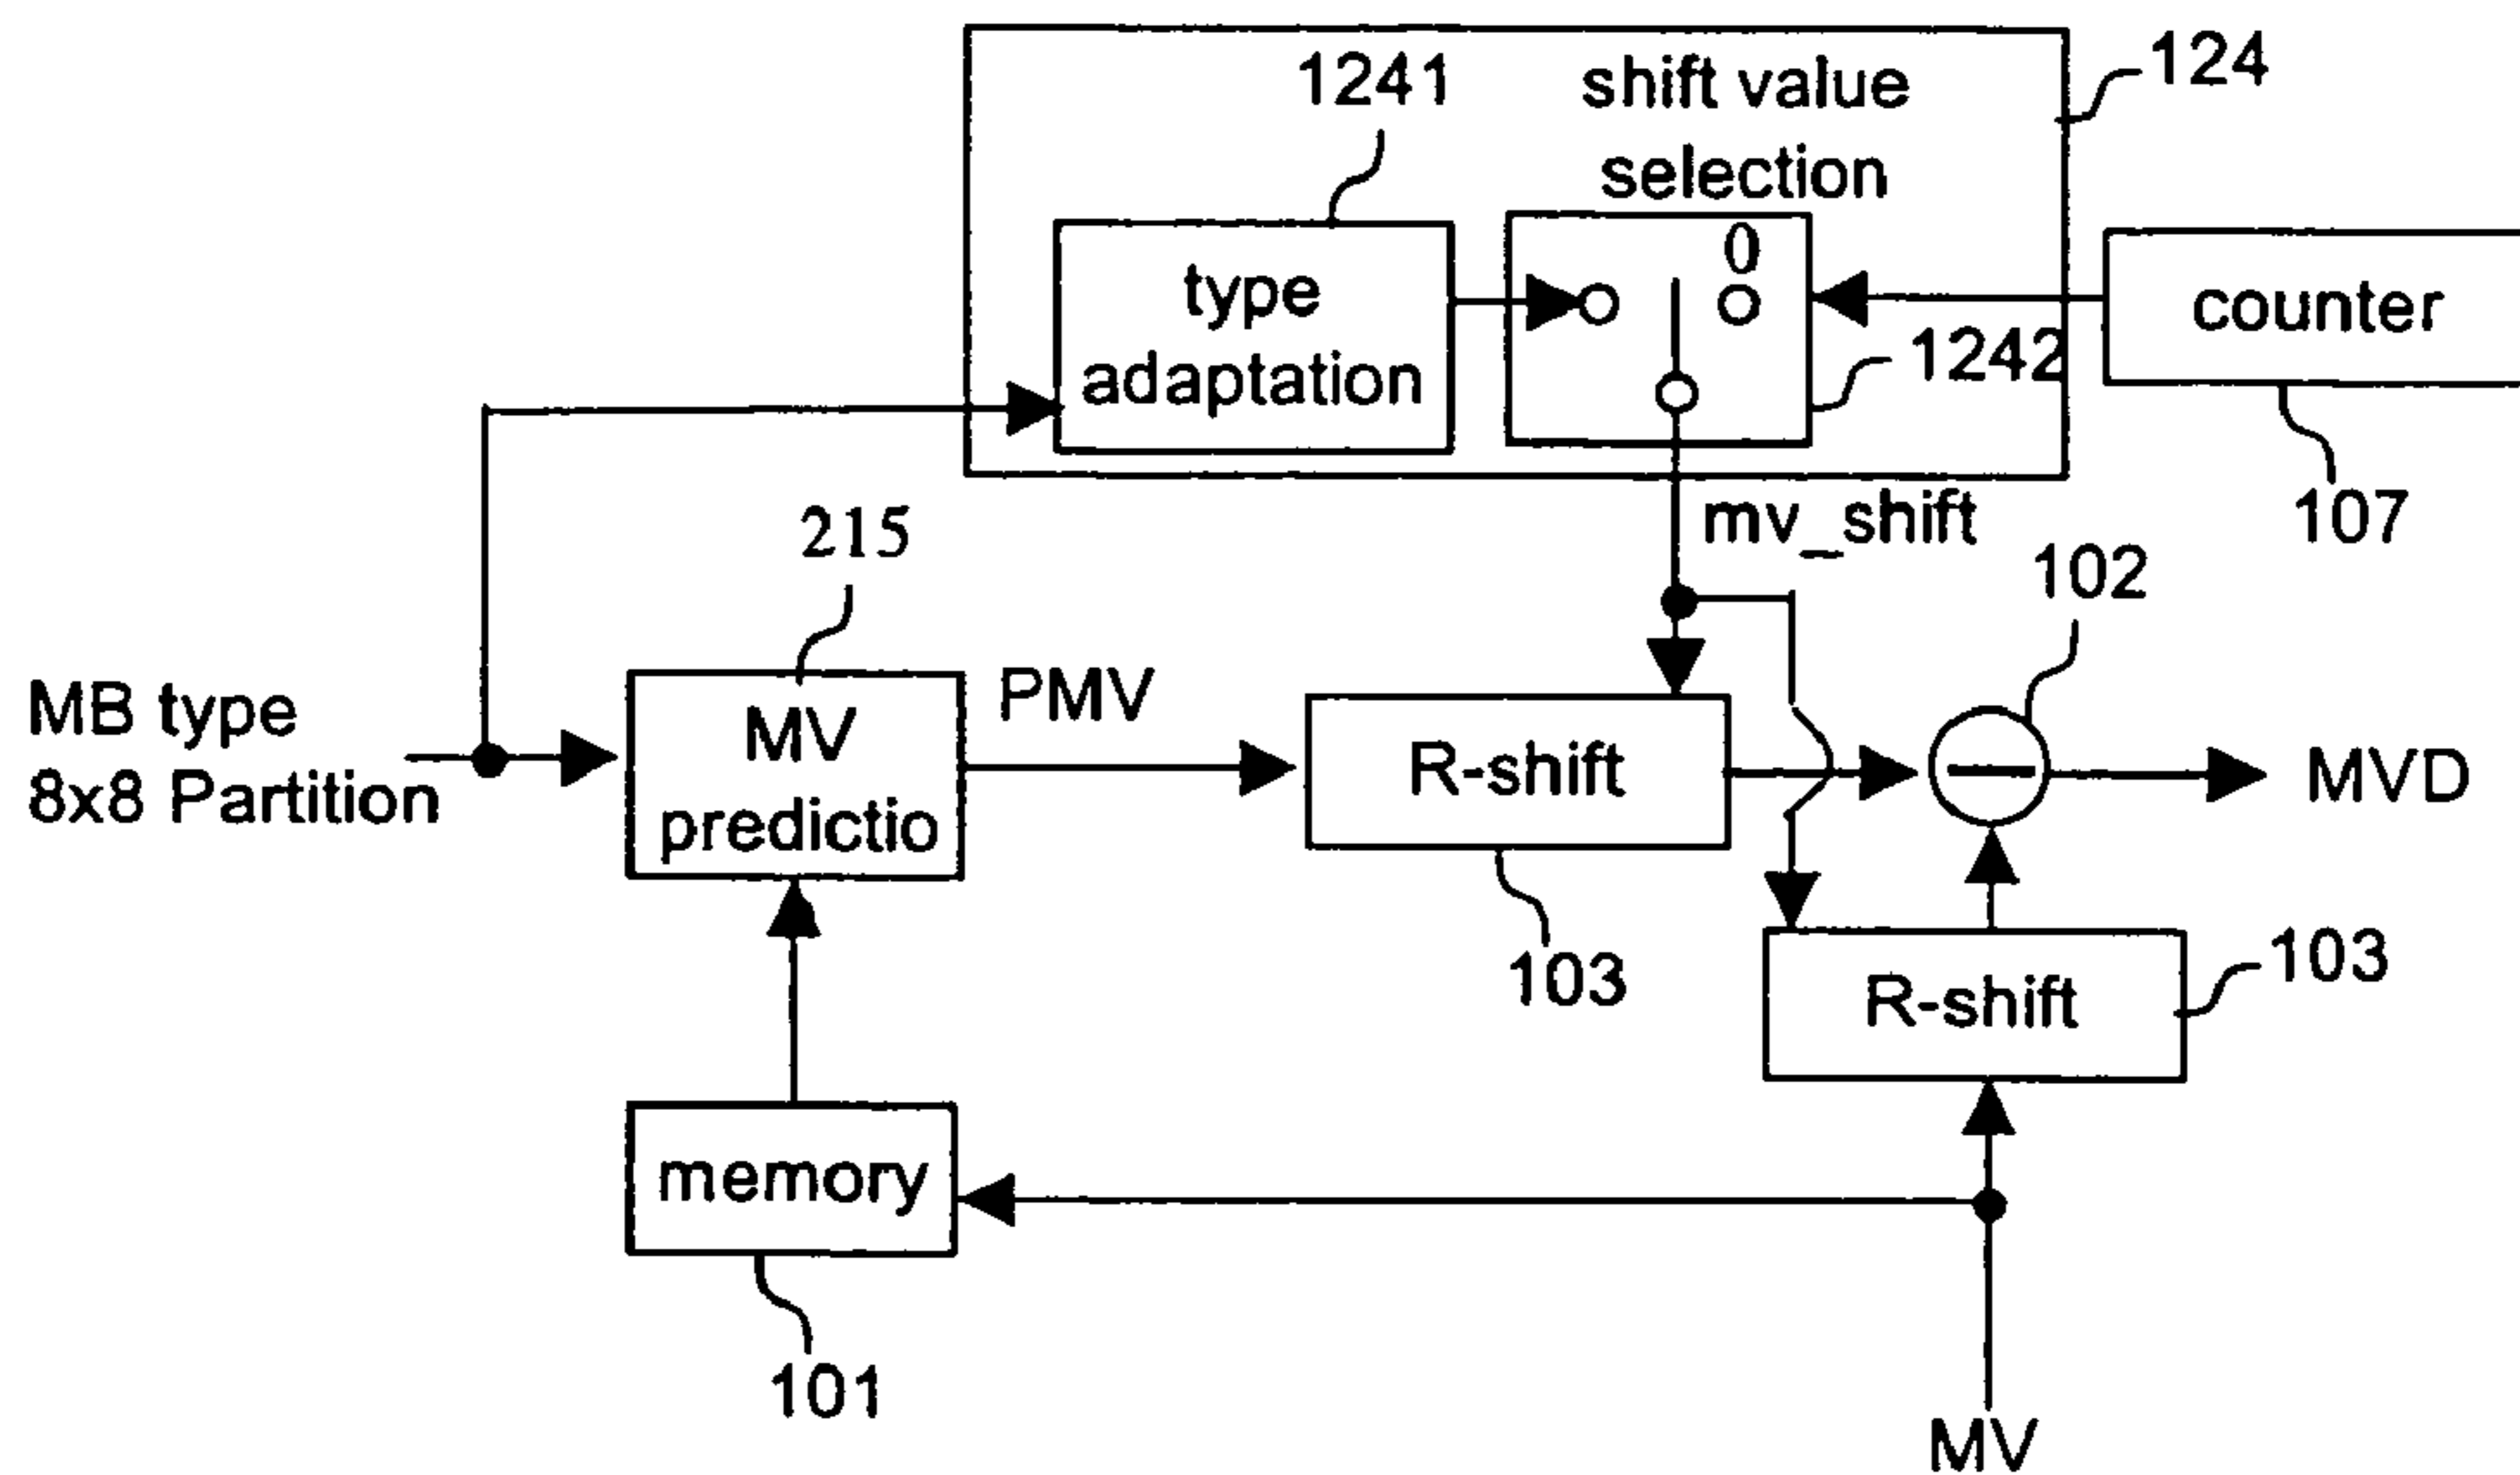 1241
shift value
selection
124
type
adaptation
0
1242
counter
107
mv_shift
215
102
MB type
8x8 Partition
MV
predictio
PMV
R-shift
MVD
103
R-shift
103
memory
101
MV